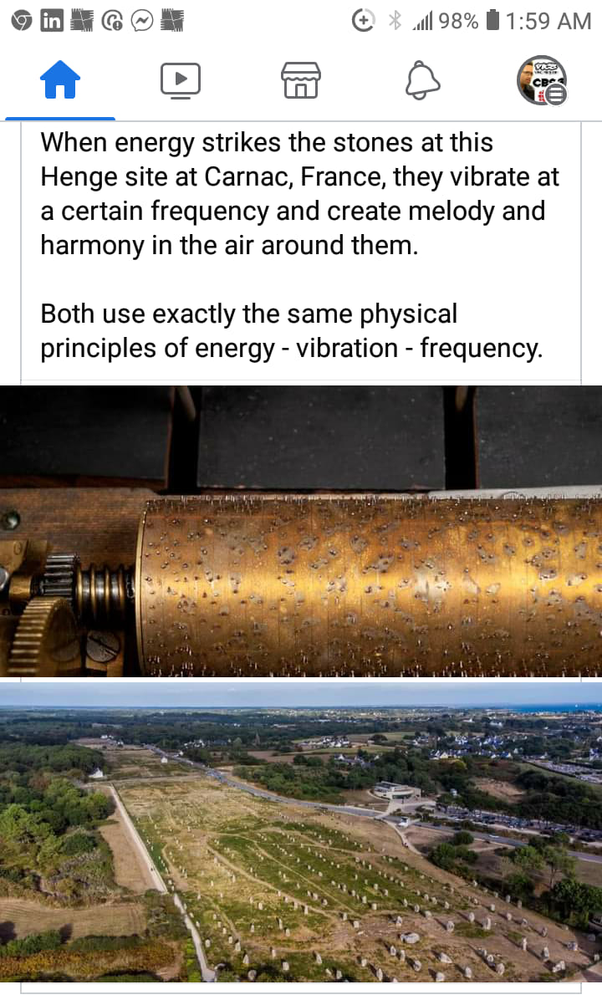 98% 1:59 AM
When energy strikes the stones at this
Henge site at Carnac, France, they vibrate at
a certain frequency and create melody and
harmony in the air around them.
Both use exactly the same physical
principles of energy - vibration - frequency.